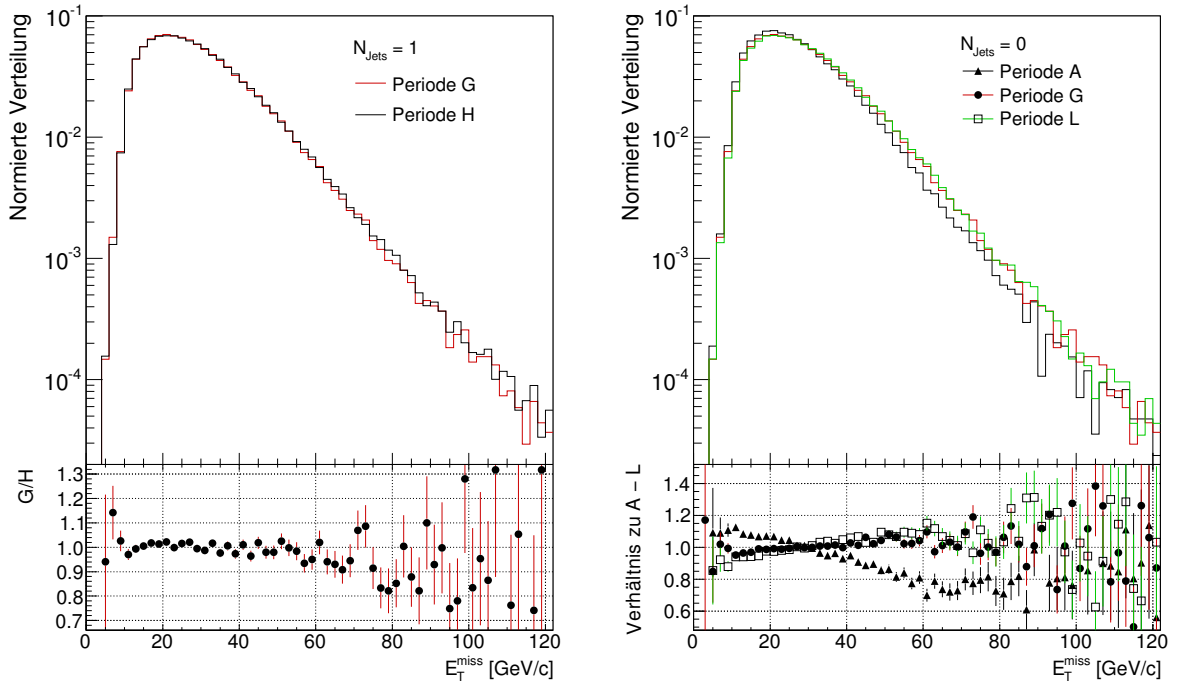 Normierte Verteilung
10⁻¹
10⁻²
10⁻³
10⁻⁴
N_Jets = 1
Periode G
Periode H
G/H
1.3
1.2
1.1
1.0
0.9
0.8
0.7
0 20 40 60 80 100 120
E_T^miss [GeV/c]
Normierte Verteilung
10⁻¹
10⁻²
10⁻³
10⁻⁴
N_Jets = 0
Periode A
Periode G
Periode L
Verhältnis zu A – L
1.4
1.2
1.0
0.8
0.6
0 20 40 60 80 100 120
E_T^miss [GeV/c]